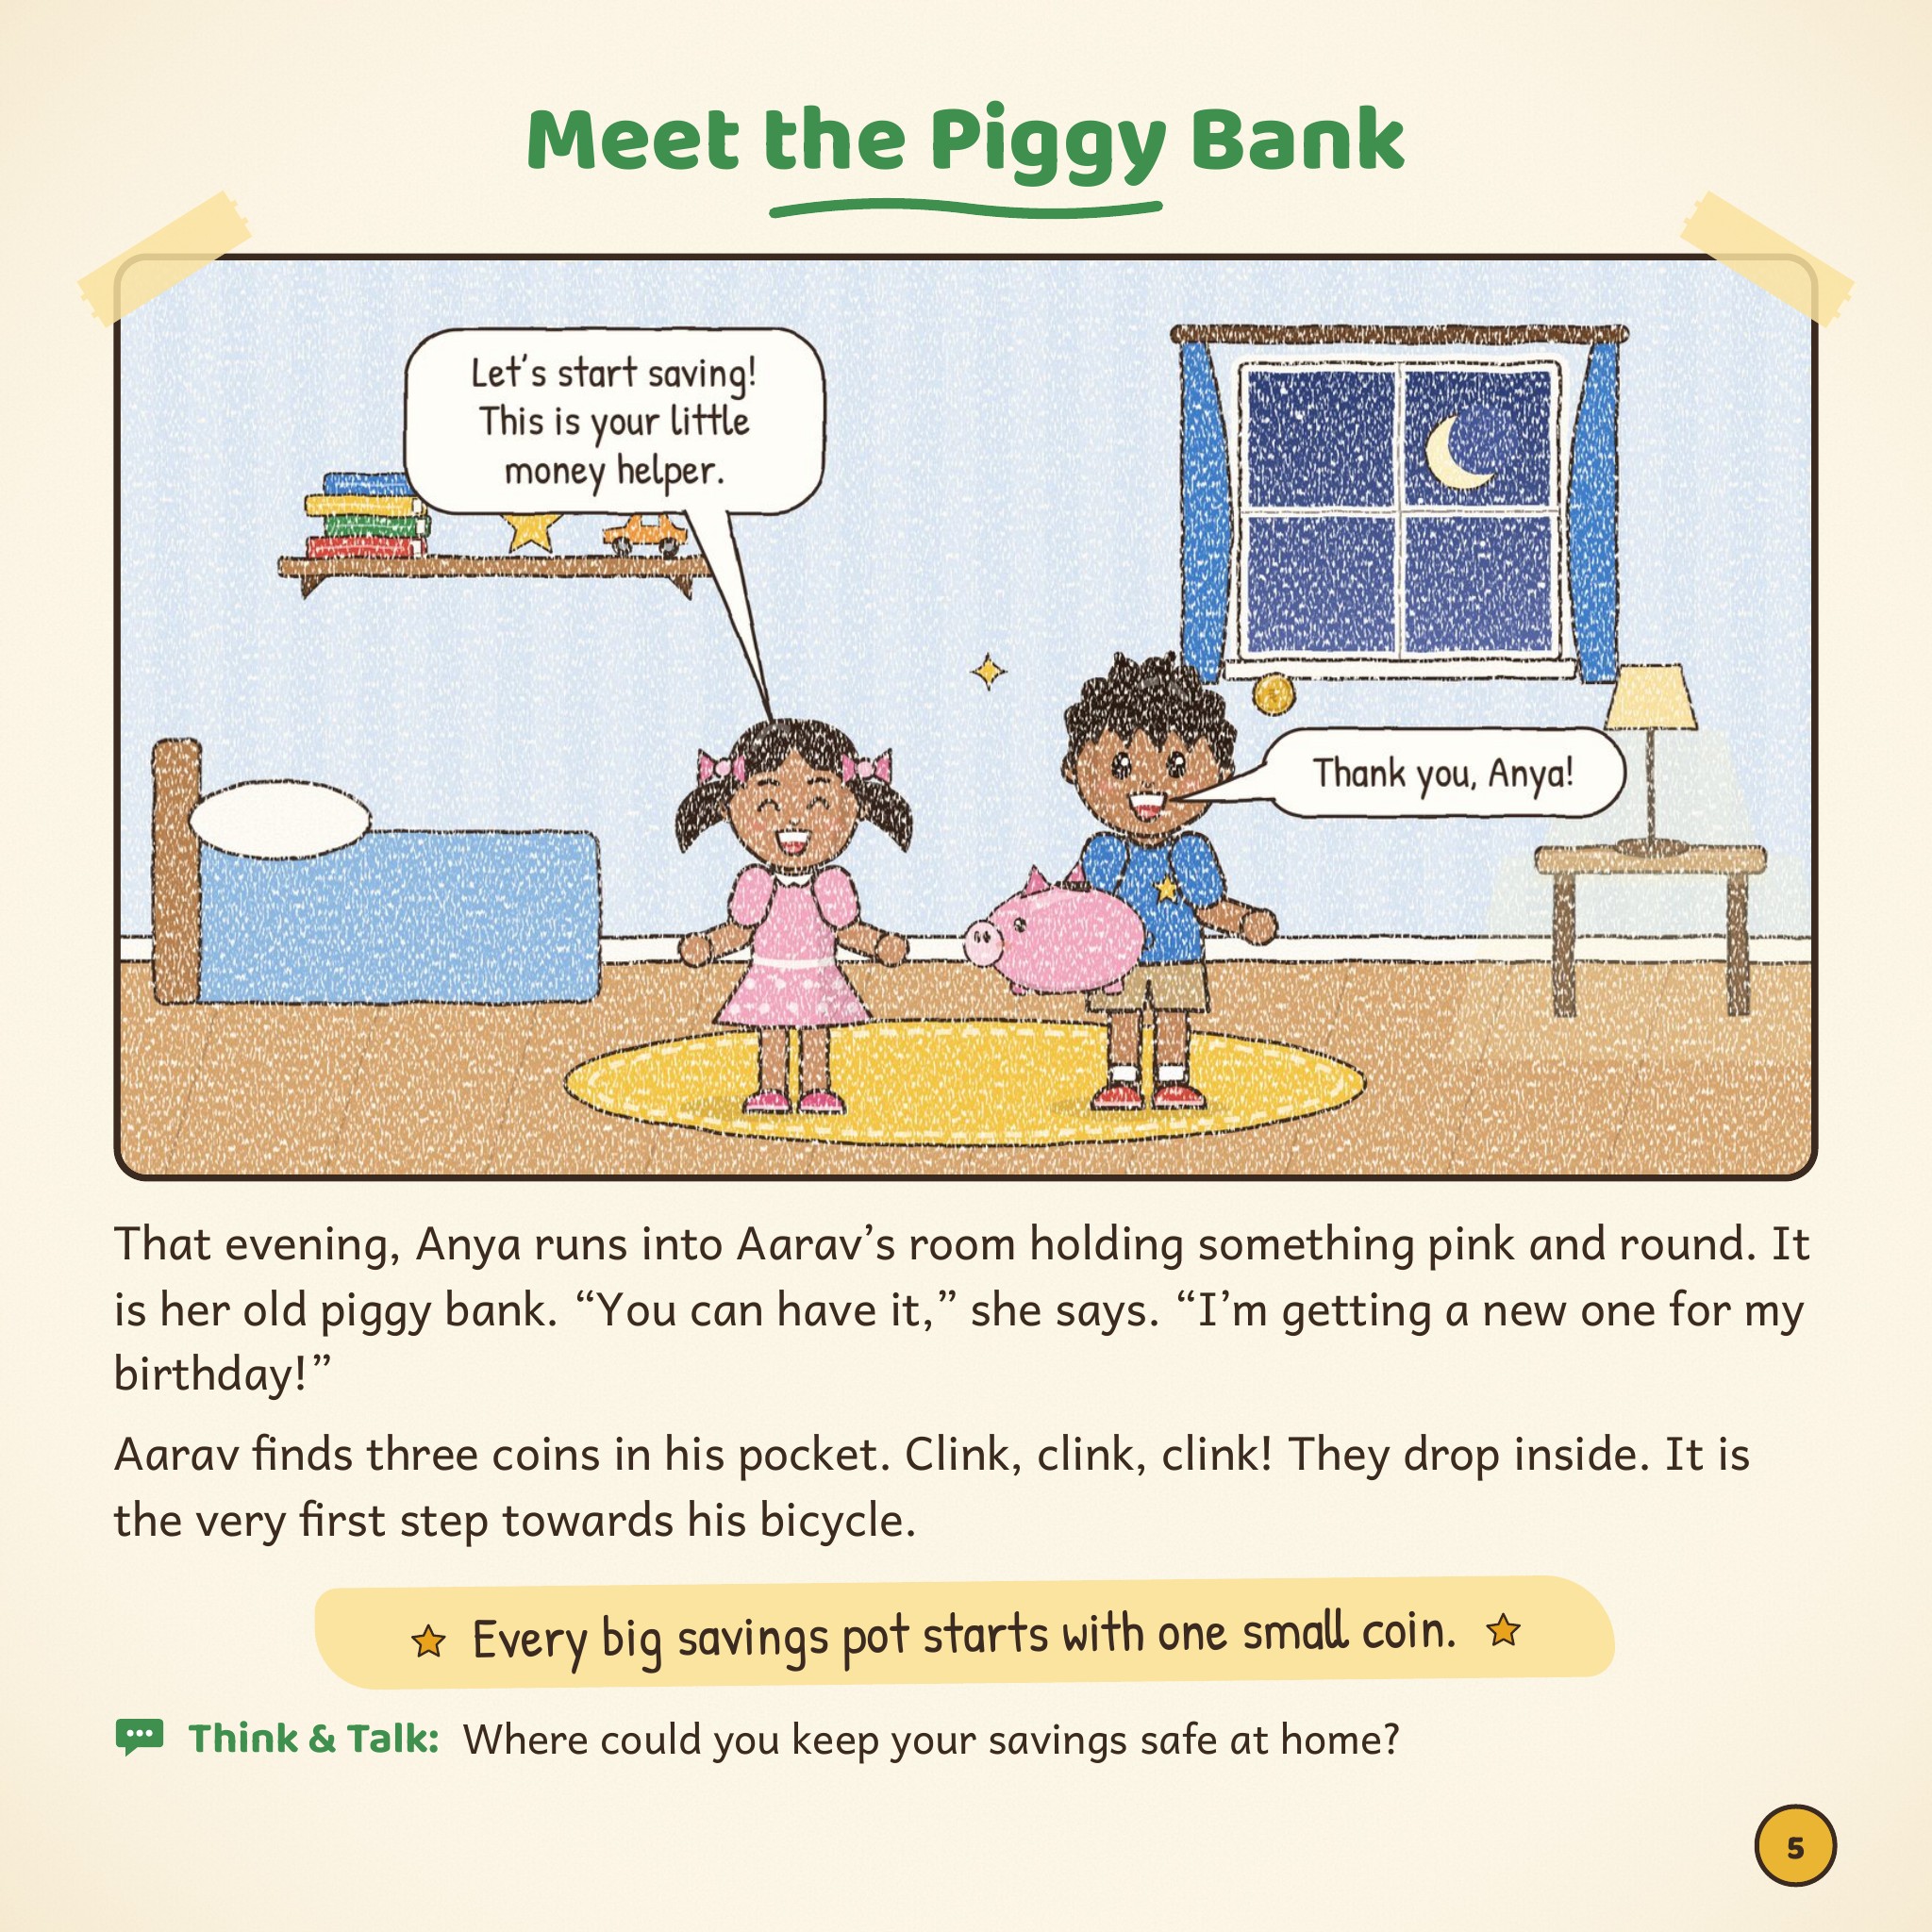 Meet the Piggy Bank
Let's start saving!
This is your little
money helper.
Thank you, Anya!
That evening, Anya runs into Aarav’s room holding something pink and round. It
is her old piggy bank. “You can have it,” she says. “I’m getting a new one for my
birthday!”
Aarav finds three coins in his pocket. Clink, clink, clink! They drop inside. It is
the very first step towards his bicycle.
Every big savings pot starts with one small coin.
Think & Talk: Where could you keep your savings safe at home?
5